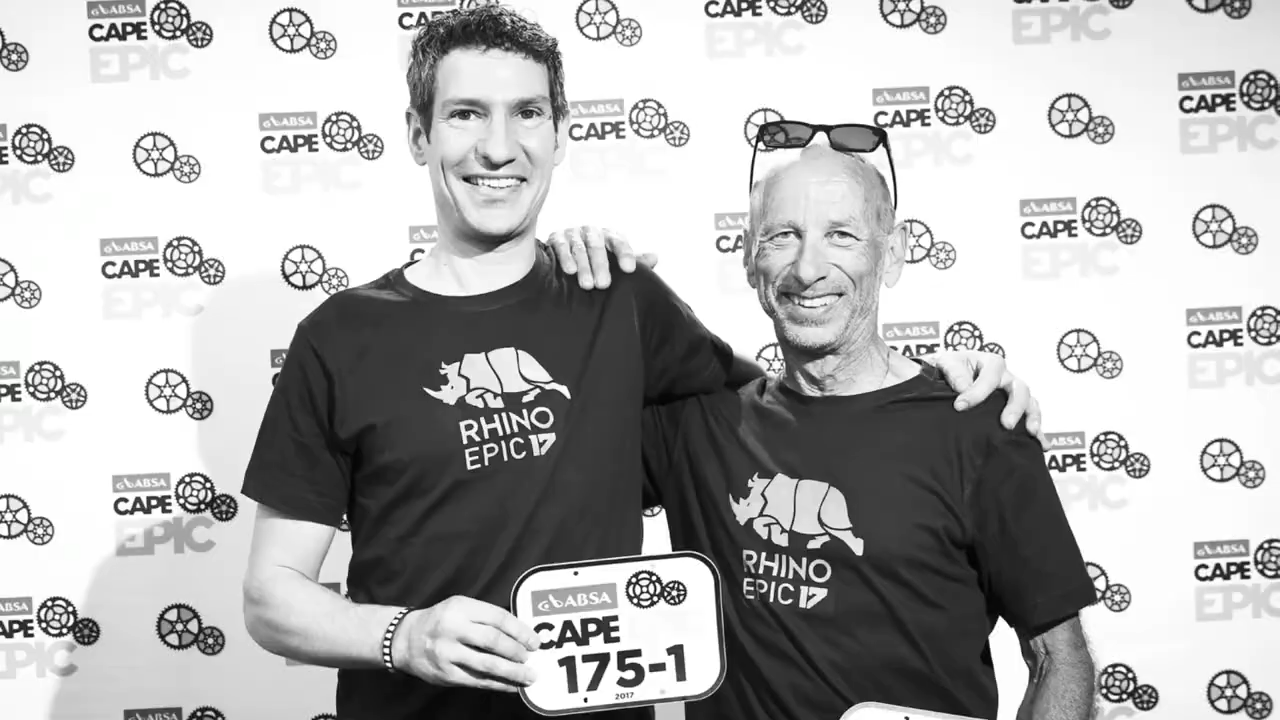 ABSA
CAPE
EPIC
RHINO
EPIC 17
RHINO
EPIC 17
ABSA
CAPE
175-1
2017